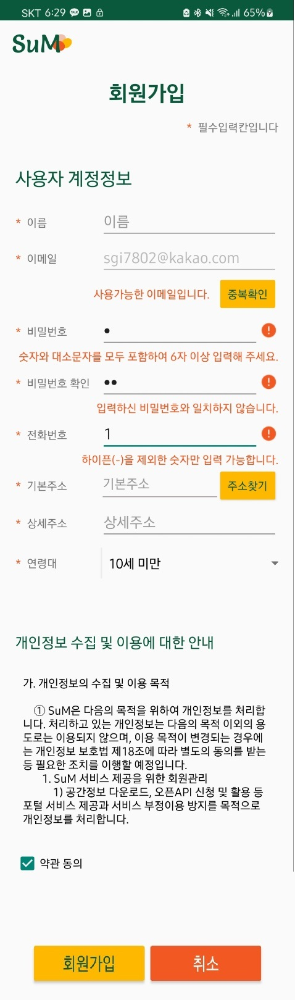 SKT 6:29 TALK 65%
SuM
회원가입
* 필수입력칸입니다
사용자 계정정보
* 이름 이름
* 이메일 sgi7802@kakao.com
사용가능한 이메일입니다. 중복확인
* 비밀번호 •
숫자와 대소문자를 모두 포함하여 6자 이상 입력해 주세요.
* 비밀번호 확인 ••
입력하신 비밀번호와 일치하지 않습니다.
* 전화번호 1
하이픈(-)을 제외한 숫자만 입력 가능합니다.
* 기본주소 기본주소 주소찾기
* 상세주소 상세주소
* 연령대 10세 미만
개인정보 수집 및 이용에 대한 안내
가. 개인정보의 수집 및 이용 목적
① SuM은 다음의 목적을 위하여 개인정보를 처리합
니다. 처리하고 있는 개인정보는 다음의 목적 이외의 용
도로는 이용되지 않으며, 이용 목적이 변경되는 경우에
는 개인정보 보호법 제18조에 따라 별도의 동의를 받는
등 필요한 조치를 이행할 예정입니다.
1. SuM 서비스 제공을 위한 회원관리
1) 공간정보 다운로드, 오픈API 신청 및 활용 등
포털 서비스 제공과 서비스 부정이용 방지를 목적으로
개인정보를 처리합니다.
약관 동의
회원가입 취소